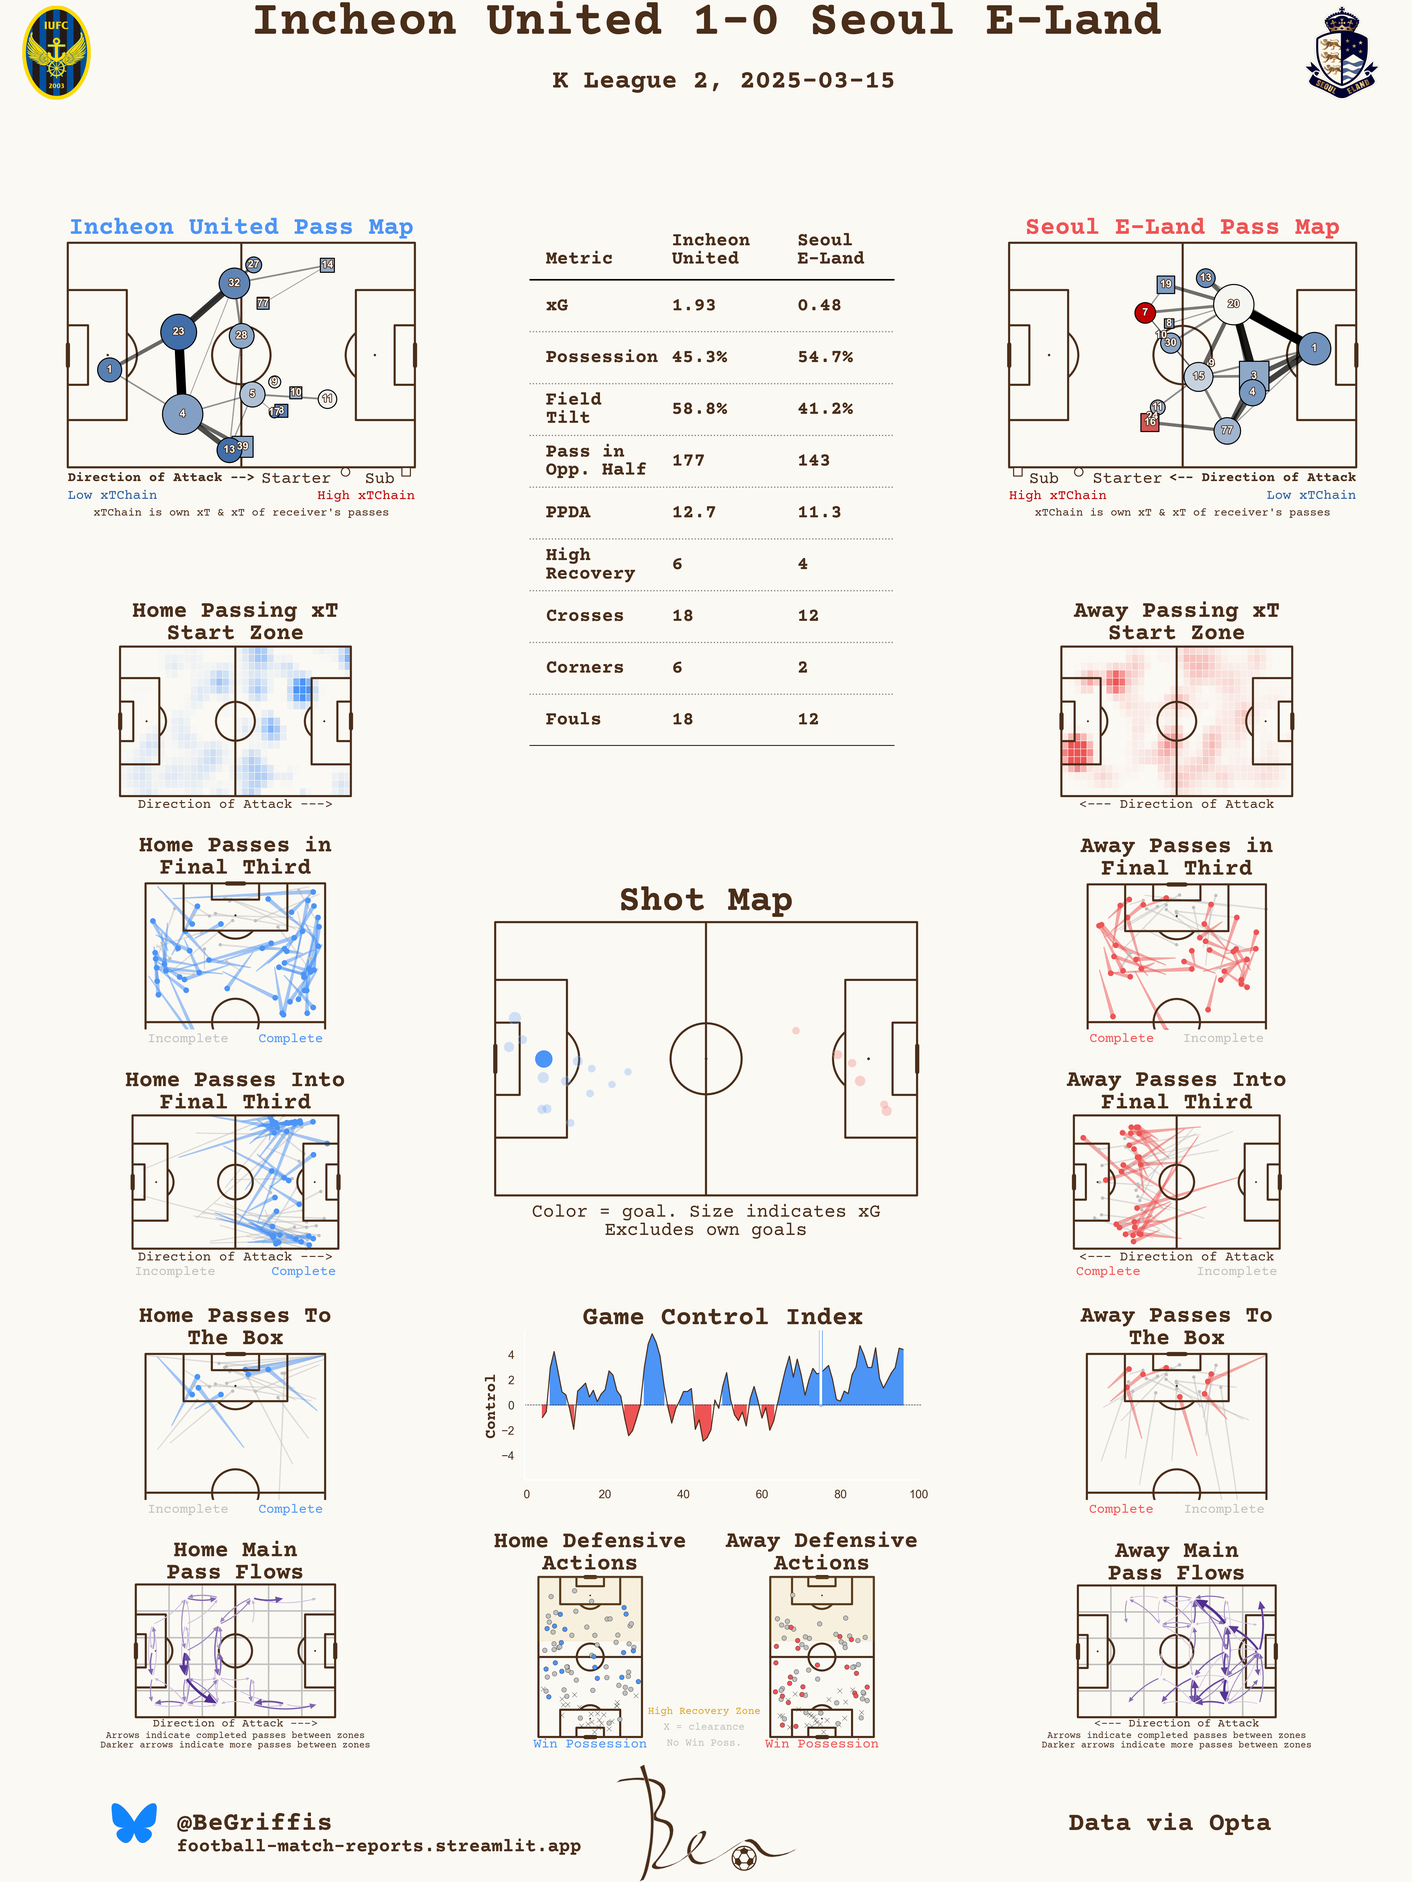 Incheon United 1-0 Seoul E-Land
K League 2, 2025-03-15
IUFC
2003
SEOUL ELAND
Incheon United Pass Map
27
14
32
77
23
28
1
9
10
5
11
17
8
4
13
39
Direction of Attack --> Starter Sub
Low xTChain High xTChain
xTChain is own xT & xT of receiver's passes
Metric Incheon United Seoul E-Land
xG 1.93 0.48
Possession 45.3% 54.7%
Field Tilt 58.8% 41.2%
Pass in Opp. Half 177 143
PPDA 12.7 11.3
High Recovery 6 4
Crosses 18 12
Corners 6 2
Fouls 18 12
Seoul E-Land Pass Map
13
19
20
7
8
10
30
1
9
15
3
4
11
24
16
77
Sub Starter <-- Direction of Attack
High xTChain Low xTChain
xTChain is own xT & xT of receiver's passes
Home Passing xT
Start Zone
Direction of Attack --->
Away Passing xT
Start Zone
<--- Direction of Attack
Home Passes in
Final Third
Incomplete Complete
Away Passes in
Final Third
Complete Incomplete
Shot Map
Color = goal. Size indicates xG
Excludes own goals
Home Passes Into
Final Third
Direction of Attack --->
Incomplete Complete
Away Passes Into
Final Third
<--- Direction of Attack
Complete Incomplete
Home Passes To
The Box
Incomplete Complete
Game Control Index
Control
4
2
0
−2
−4
0 20 40 60 80 100
Away Passes To
The Box
Complete Incomplete
Home Main
Pass Flows
Direction of Attack --->
Arrows indicate completed passes between zones
Darker arrows indicate more passes between zones
Home Defensive
Actions
Win Possession
High Recovery Zone
X = clearance
No Win Poss.
Away Defensive
Actions
Win Possession
Away Main
Pass Flows
<--- Direction of Attack
Arrows indicate completed passes between zones
Darker arrows indicate more passes between zones
@BeGriffis
football-match-reports.streamlit.app
Ben
Data via Opta